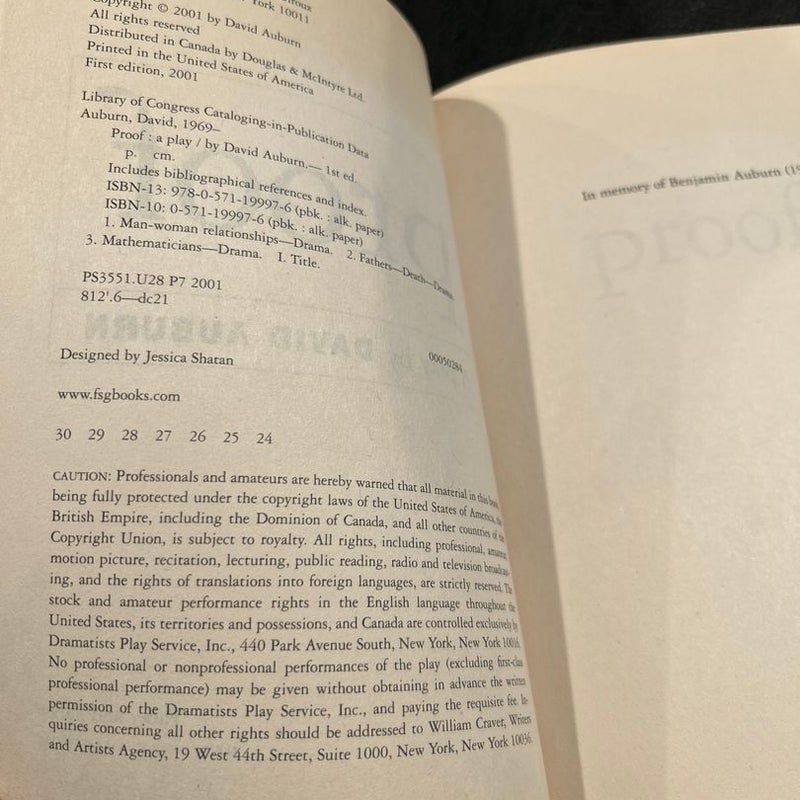 York 10011
Copyright © 2001 by David Auburn
All rights reserved
Distributed in Canada by Douglas & McIntyre Ltd.
Printed in the United States of America
First edition, 2001
Library of Congress Cataloging-in-Publication Data
Auburn, David, 1969–
Proof : a play / by David Auburn.— 1st ed.
p. cm.
Includes bibliographical references and index.
ISBN-13: 978-0-571-19997-6 (pbk. : alk. paper)
ISBN-10: 0-571-19997-6 (pbk. : alk. paper)
1. Man-woman relationships—Drama. 2. Fathers—Death—Drama.
3. Mathematicians—Drama. I. Title.
PS3551.U28 P7 2001
812'.6—dc21
00050284
Designed by Jessica Shatan
www.fsgbooks.com
30 29 28 27 26 25 24
CAUTION: Professionals and amateurs are hereby warned that all material in this book,
being fully protected under the copyright laws of the United States of America, the
British Empire, including the Dominion of Canada, and all other countries of the
Copyright Union, is subject to royalty. All rights, including professional, amateur,
motion picture, recitation, lecturing, public reading, radio and television broadcast-
ing, and the rights of translations into foreign languages, are strictly reserved. The
stock and amateur performance rights in the English language throughout the
United States, its territories and possessions, and Canada are controlled exclusively by
Dramatists Play Service, Inc., 440 Park Avenue South, New York, New York 10016.
No professional or nonprofessional performances of the play (excluding first-class
professional performance) may be given without obtaining in advance the written
permission of the Dramatists Play Service, Inc., and paying the requisite fee. In-
quiries concerning all other rights should be addressed to William Craver, Writers
and Artists Agency, 19 West 44th Street, Suite 1000, New York, New York 10036.
In memory of Benjamin Auburn (19